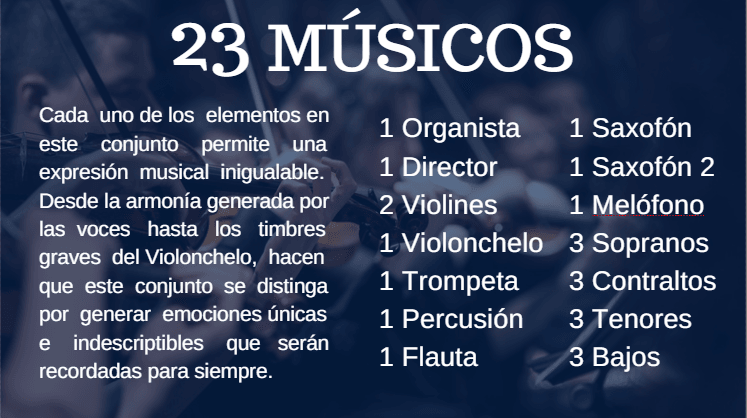 23 MÚSICOS
Cada uno de los elementos en
este conjunto permite una
expresión musical inigualable.
Desde la armonía generada por
las voces hasta los timbres
graves del Violonchelo, hacen
que este conjunto se distinga
por generar emociones únicas
e indescriptibles que serán
recordadas para siempre.
1 Organista
1 Director
2 Violines
1 Violonchelo
1 Trompeta
1 Percusión
1 Flauta
1 Saxofón
1 Saxofón 2
1 Melófono
3 Sopranos
3 Contraltos
3 Tenores
3 Bajos